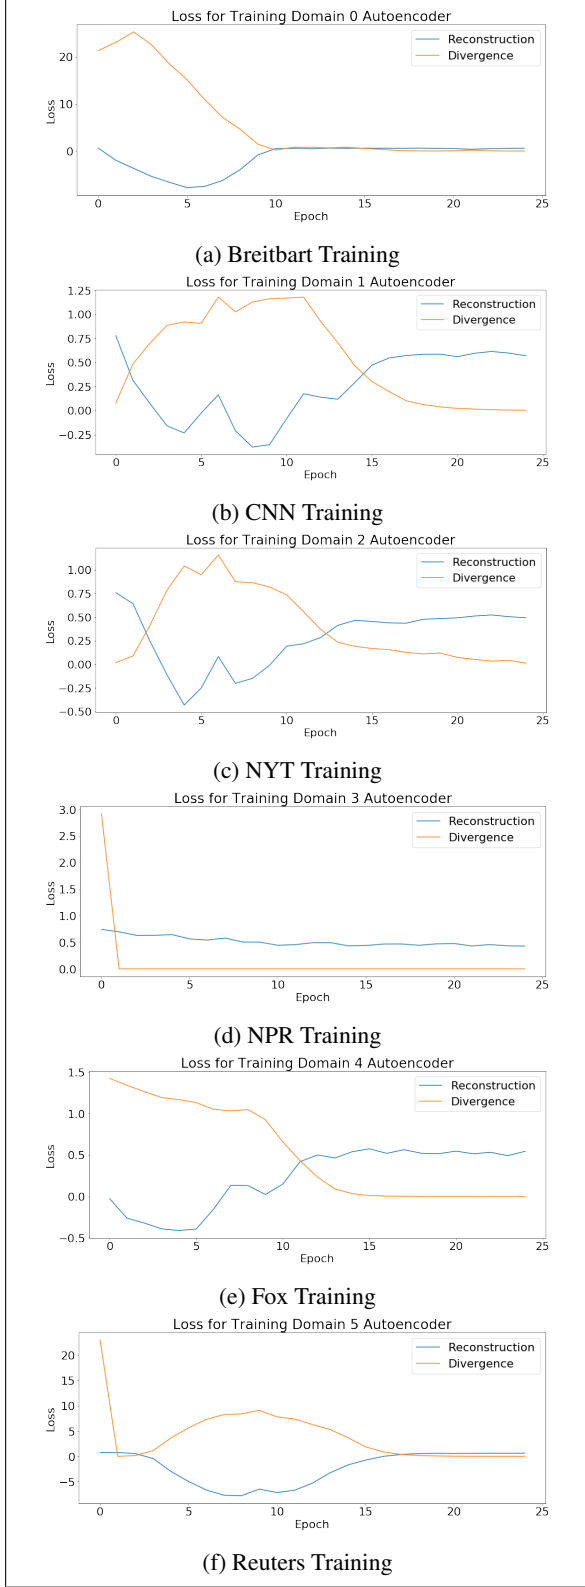 Loss for Training Domain 0 Autoencoder
Reconstruction
Divergence
Loss
20
10
0
0 5 10 15 20 25
Epoch
(a) Breitbart Training
Loss for Training Domain 1 Autoencoder
Reconstruction
Divergence
Loss
1.25
1.00
0.75
0.50
0.25
0.00
−0.25
0 5 10 15 20 25
Epoch
(b) CNN Training
Loss for Training Domain 2 Autoencoder
Reconstruction
Divergence
Loss
1.00
0.75
0.50
0.25
0.00
−0.25
−0.50
0 5 10 15 20 25
Epoch
(c) NYT Training
Loss for Training Domain 3 Autoencoder
Reconstruction
Divergence
Loss
3.0
2.5
2.0
1.5
1.0
0.5
0.0
0 5 10 15 20 25
Epoch
(d) NPR Training
Loss for Training Domain 4 Autoencoder
Reconstruction
Divergence
Loss
1.5
1.0
0.5
0.0
−0.5
0 5 10 15 20 25
Epoch
(e) Fox Training
Loss for Training Domain 5 Autoencoder
Reconstruction
Divergence
Loss
20
15
10
5
0
−5
0 5 10 15 20 25
Epoch
(f) Reuters Training